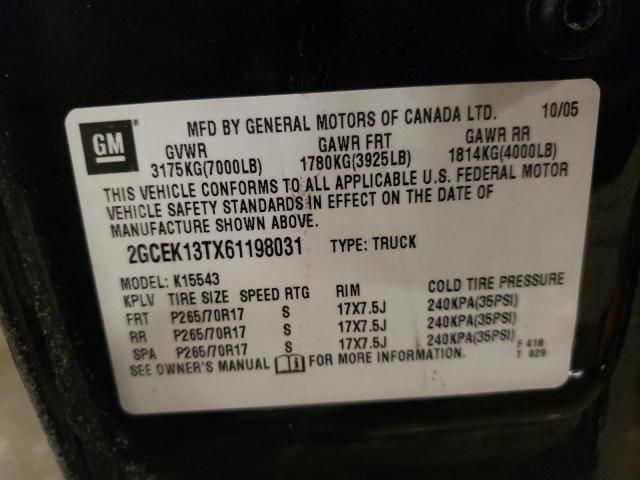 GM ® MFD BY GENERAL MOTORS OF CANADA LTD. 10/05
GVWR GAWR FRT GAWR RR
3175KG(7000LB) 1780KG(3925LB) 1814KG(4000LB)
THIS VEHICLE CONFORMS TO ALL APPLICABLE U.S. FEDERAL MOTOR
VEHICLE SAFETY STANDARDS IN EFFECT ON THE DATE OF
MANUFACTURE SHOWN ABOVE.
2GCEK13TX61198031 TYPE: TRUCK
MODEL: K15543
KPLV TIRE SIZE SPEED RTG RIM COLD TIRE PRESSURE
FRT P265/70R17 S 17X7.5J 240KPA(35PSI)
RR P265/70R17 S 17X7.5J 240KPA(35PSI)
SPA P265/70R17 S 17X7.5J 240KPA(35PSI)
SEE OWNER'S MANUAL FOR MORE INFORMATION.
F 418
T 829